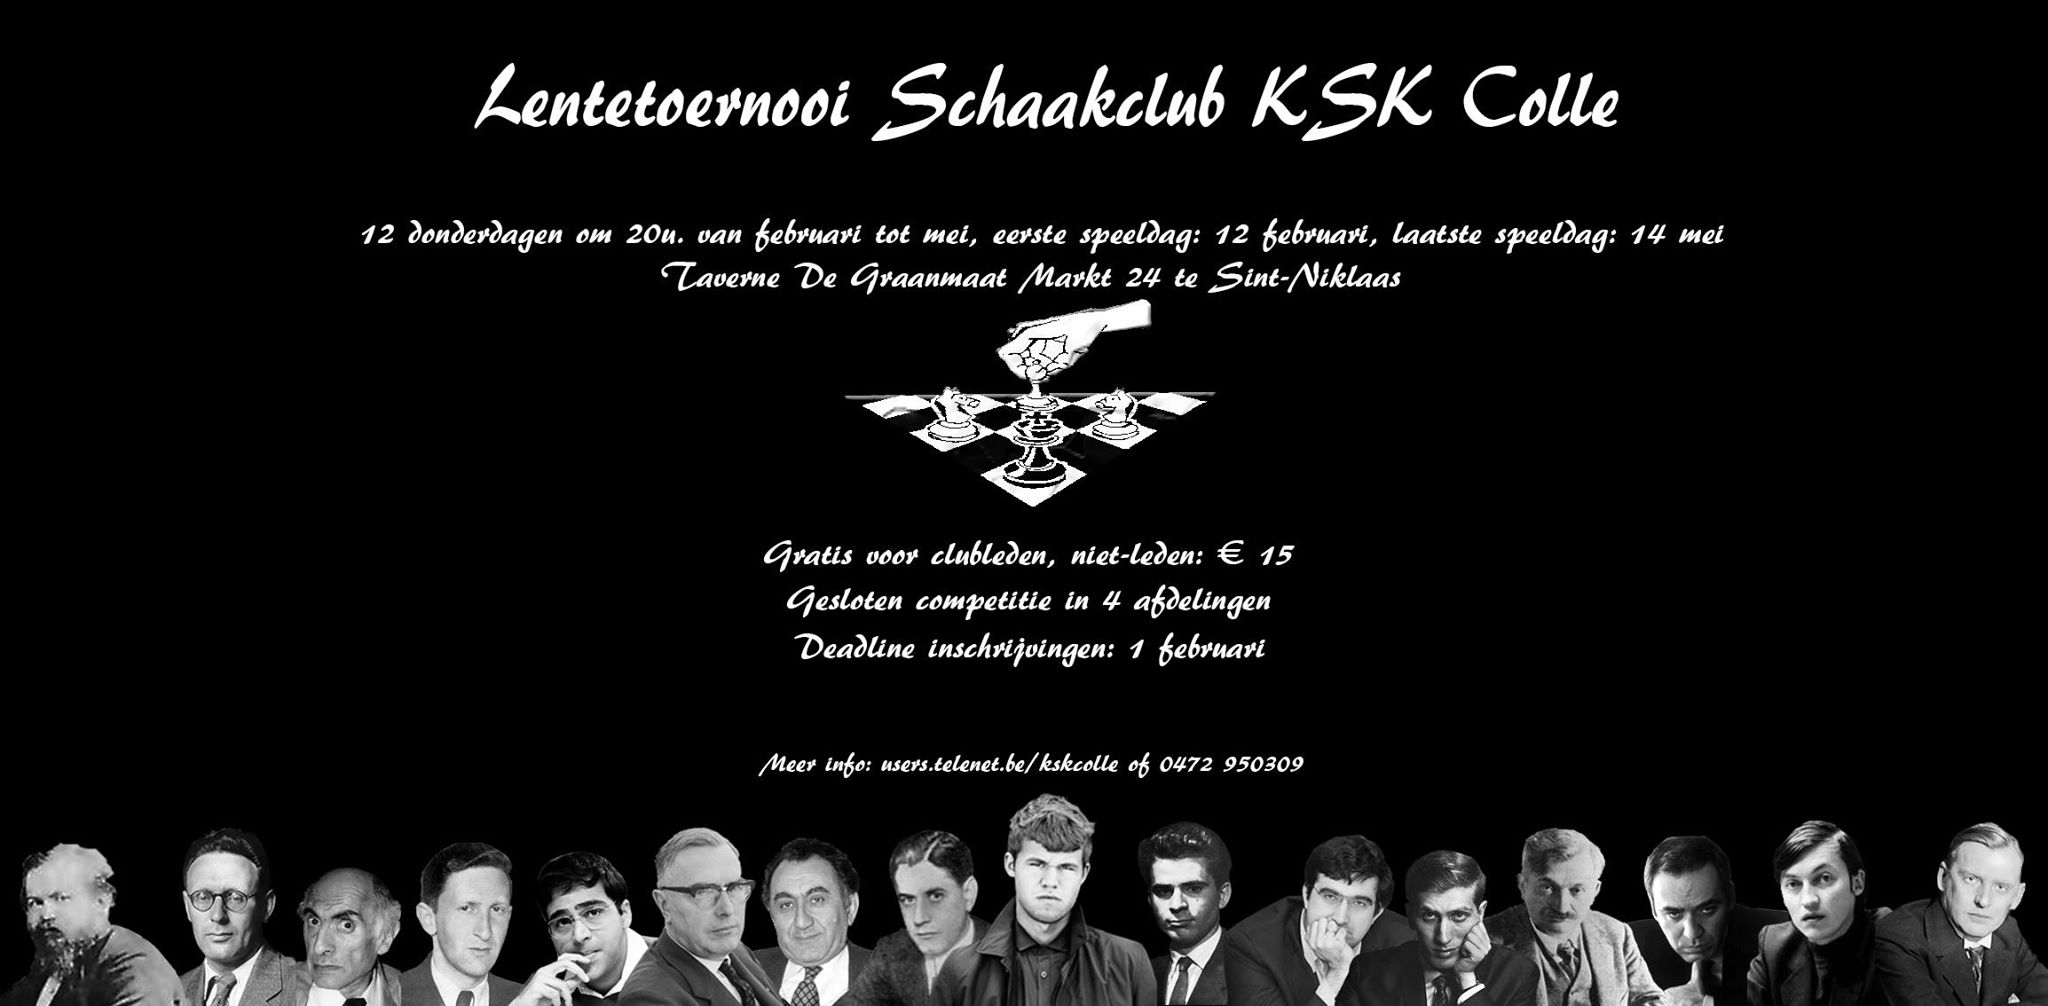 Lentetoernooi Schaakclub KSK Colle
12 donderdagen om 20u. van februari tot mei, eerste speeldag: 12 februari, laatste speeldag: 14 mei
Taverne De Graanmaat Markt 24 te Sint-Niklaas
Gratis voor clubleden, niet-leden: € 15
Gesloten competitie in 4 afdelingen
Deadline inschrijvingen: 1 februari
Meer info: users.telenet.be/kskcolle of 0472 950309